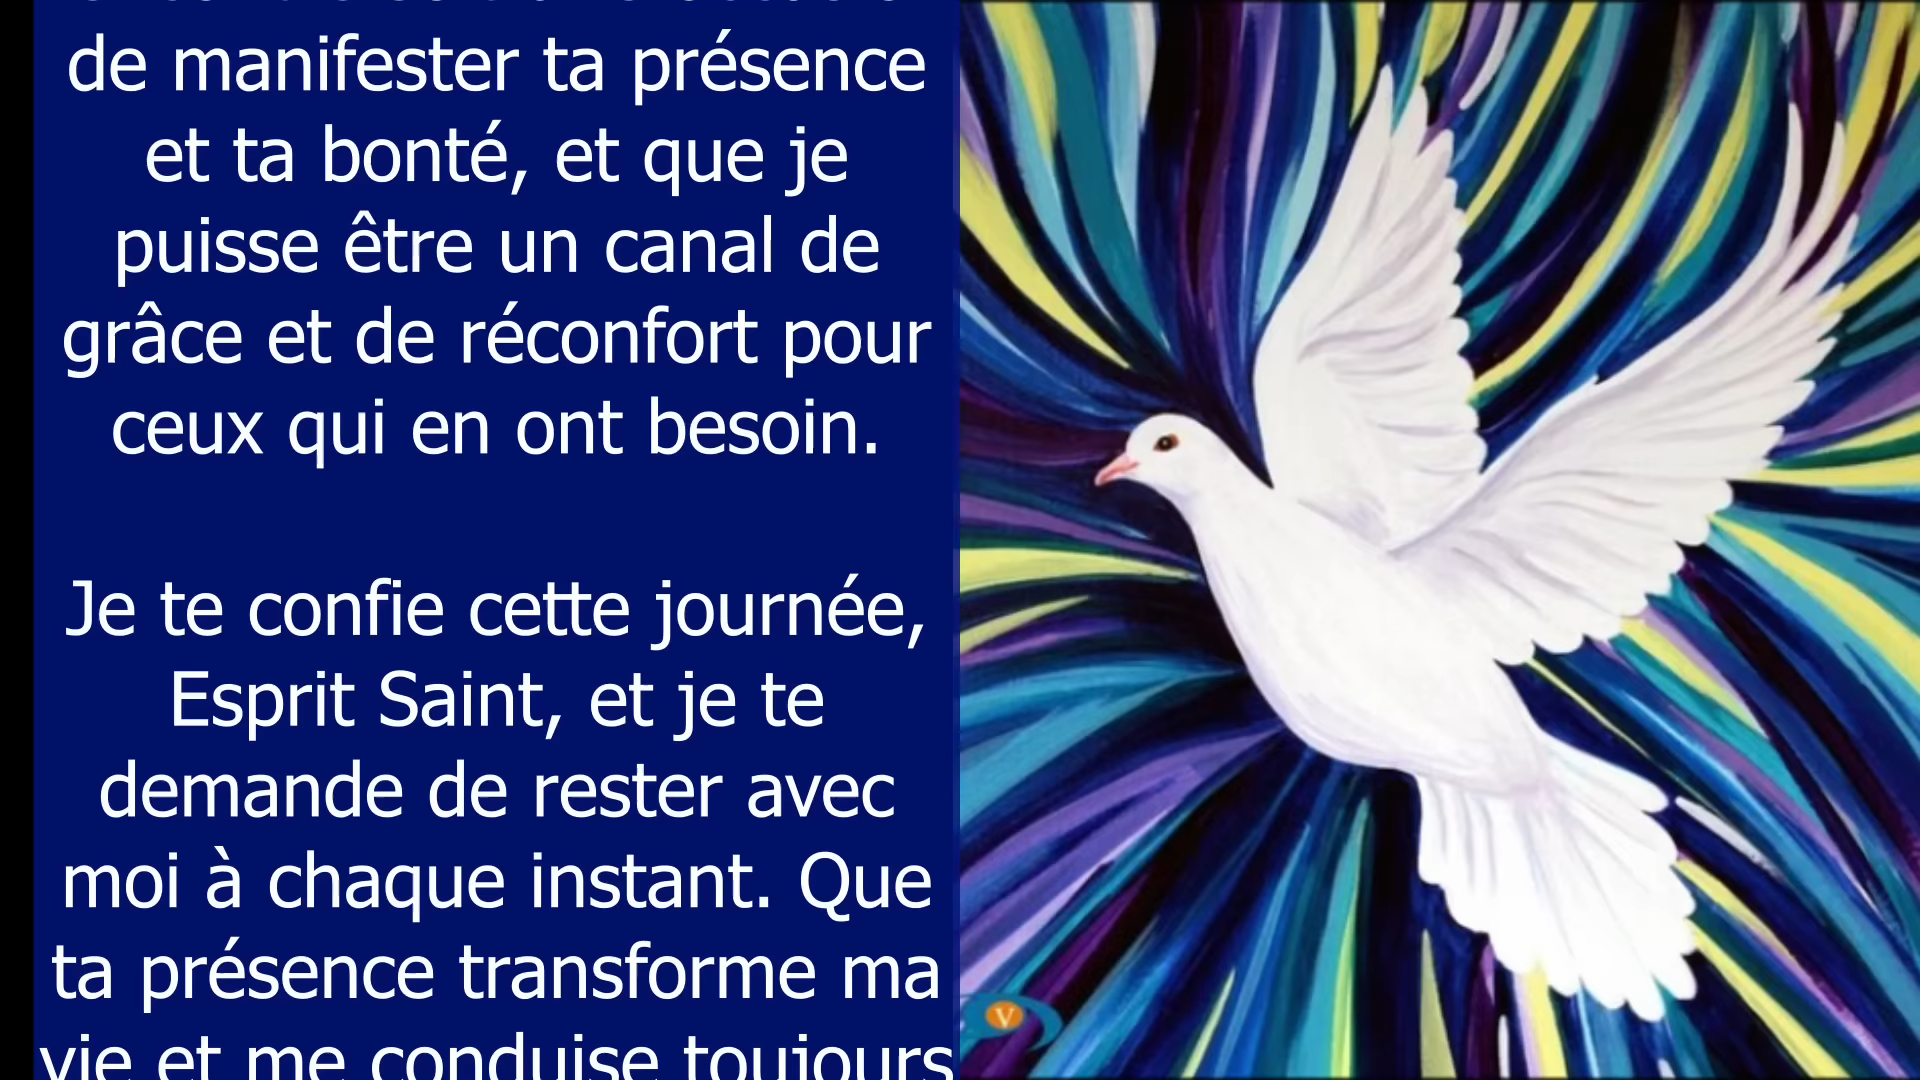 de manifester ta présence
et ta bonté, et que je
puisse être un canal de
grâce et de réconfort pour
ceux qui en ont besoin.
Je te confie cette journée,
Esprit Saint, et je te
demande de rester avec
moi à chaque instant. Que
ta présence transforme ma
vie et me conduise toujours
V